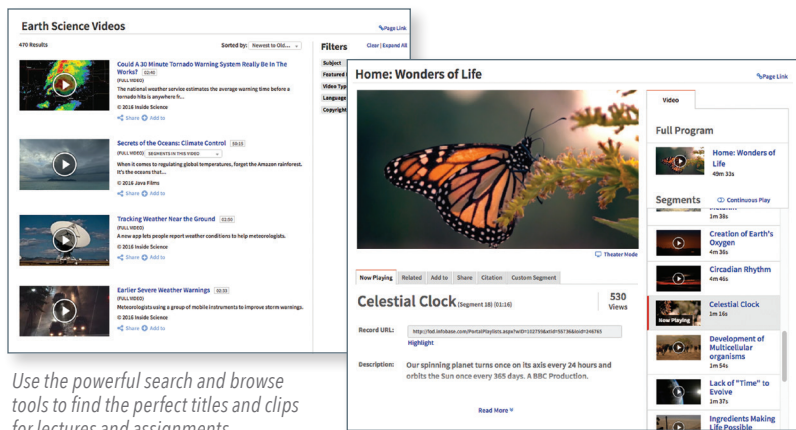 Earth Science Videos
Page Link
470 Results
Sorted by: Newest to Old...
Filters
Clear | Expand All
Subject
Featured
Video Typ
Language
Copyrigh
Could A 30 Minute Tornado Warning System Really Be In The
Works? 02:40
(FULL VIDEO)
The national weather service estimates the average warning time before a
tornado hits is anywhere fr...
© 2016 Inside Science
Share Add to
Secrets of the Oceans: Climate Control
(FULL VIDEO) SEGMENTS IN THIS VIDEO
When it comes to regulating global temperatures, forget the Amazon rainforest.
It's the oceans that...
© 2016 Java Films
Share Add to
Tracking Weather Near the Ground
(FULL VIDEO)
A new app lets people report weather conditions to help meteorologists.
© 2016 Inside Science
Share Add to
Earlier Severe Weather Warnings
(FULL VIDEO)
Meteorologists using a group of mobile instruments to improve storm warnings.
© 2016 Inside Science
Share Add to
Use the powerful search and browse
tools to find the perfect titles and clips
for lectures and assignments
Home: Wonders of Life
Page Link
Theater Mode
Now Playing Related Add to Share Citation Custom Segment
Celestial Clock (Segment 18) (01:16)
530
Views
Record URL:
Highlight
Description:
Our spinning planet turns once on its axis every 24 hours and
orbits the Sun once every 365 days. A BBC Production.
Read More
Video
Full Program
Home: Wonders of
Life
49m 33s
Segments
Continuous Play
1m 38s
Creation of Earth's
Oxygen
4m 36s
Circadian Rhythm
4m 46s
Now Playing
Celestial Clock
1m 16s
Development of
Multicellular
organisms
1m 54s
Lack of "Time" to
Evolve
1m 37s
Ingredients Making
Life Possible